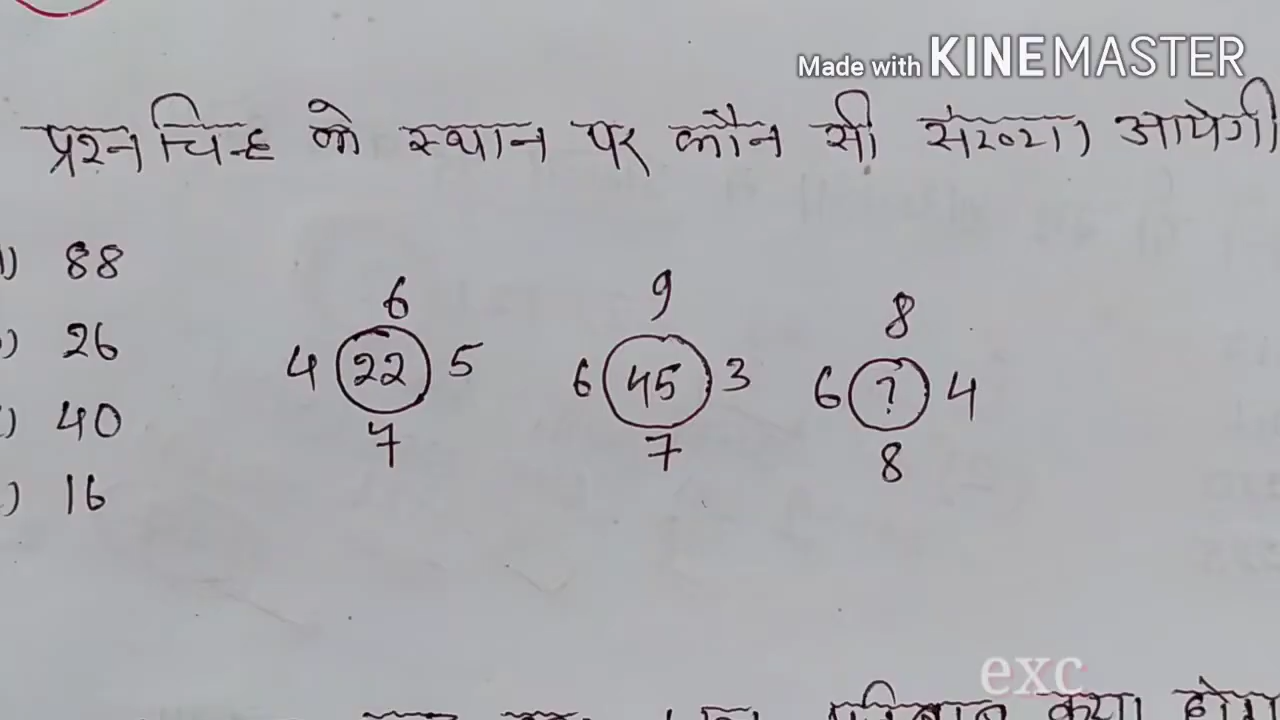 Made with KINEMASTER
प्रश्न चिन्ह के स्थान पर कौन सी संख्या आयेगी
88
26
40
16
6
4 22 5
7
9
6 45 3
7
8
6 ? 4
8
exc
क्या होगा